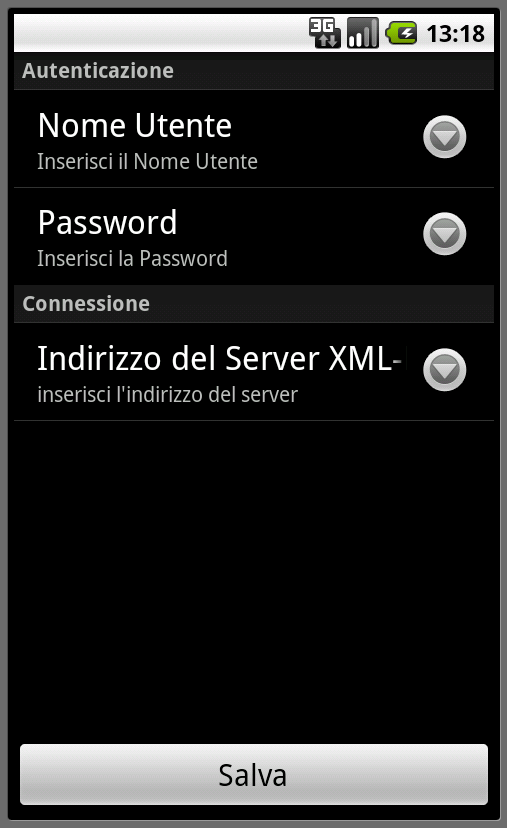 3G 13:18
Autenticazione
Nome Utente
Inserisci il Nome Utente
Password
Inserisci la Password
Connessione
Indirizzo del Server XML-
inserisci l'indirizzo del server
Salva